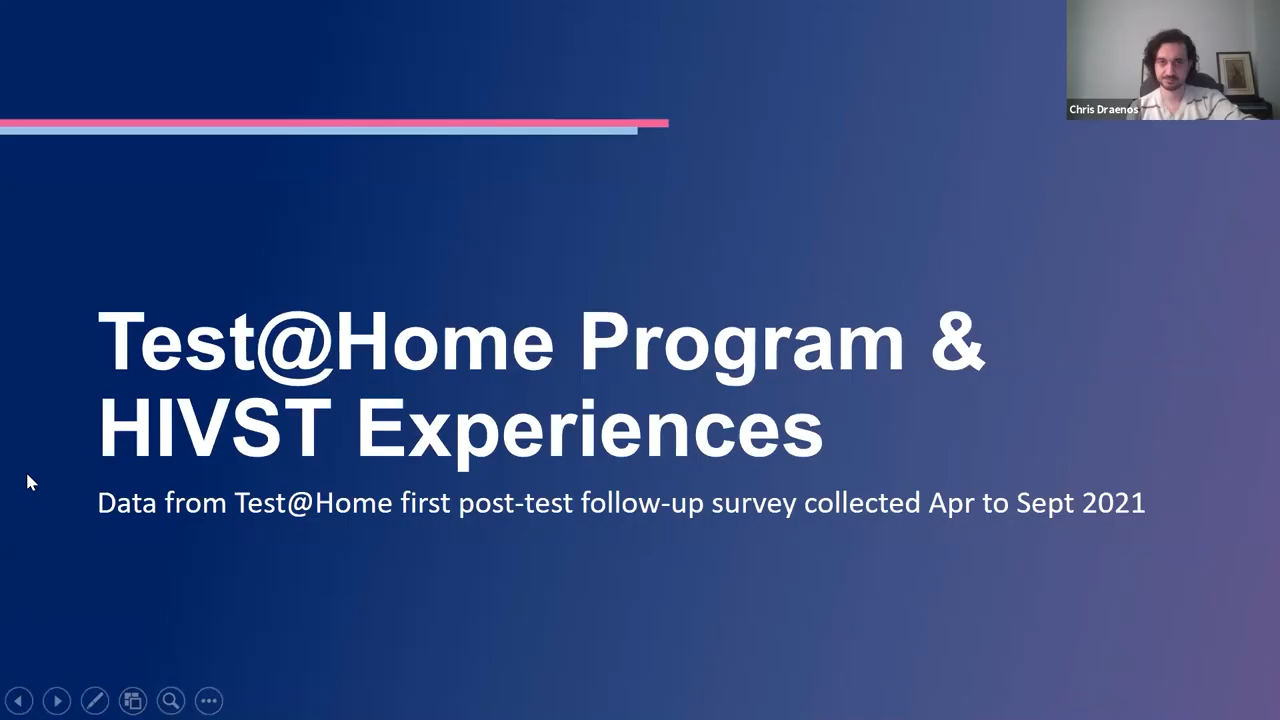 Chris Draenos
Test@Home Program &
HIVST Experiences
Data from Test@Home first post-test follow-up survey collected Apr to Sept 2021